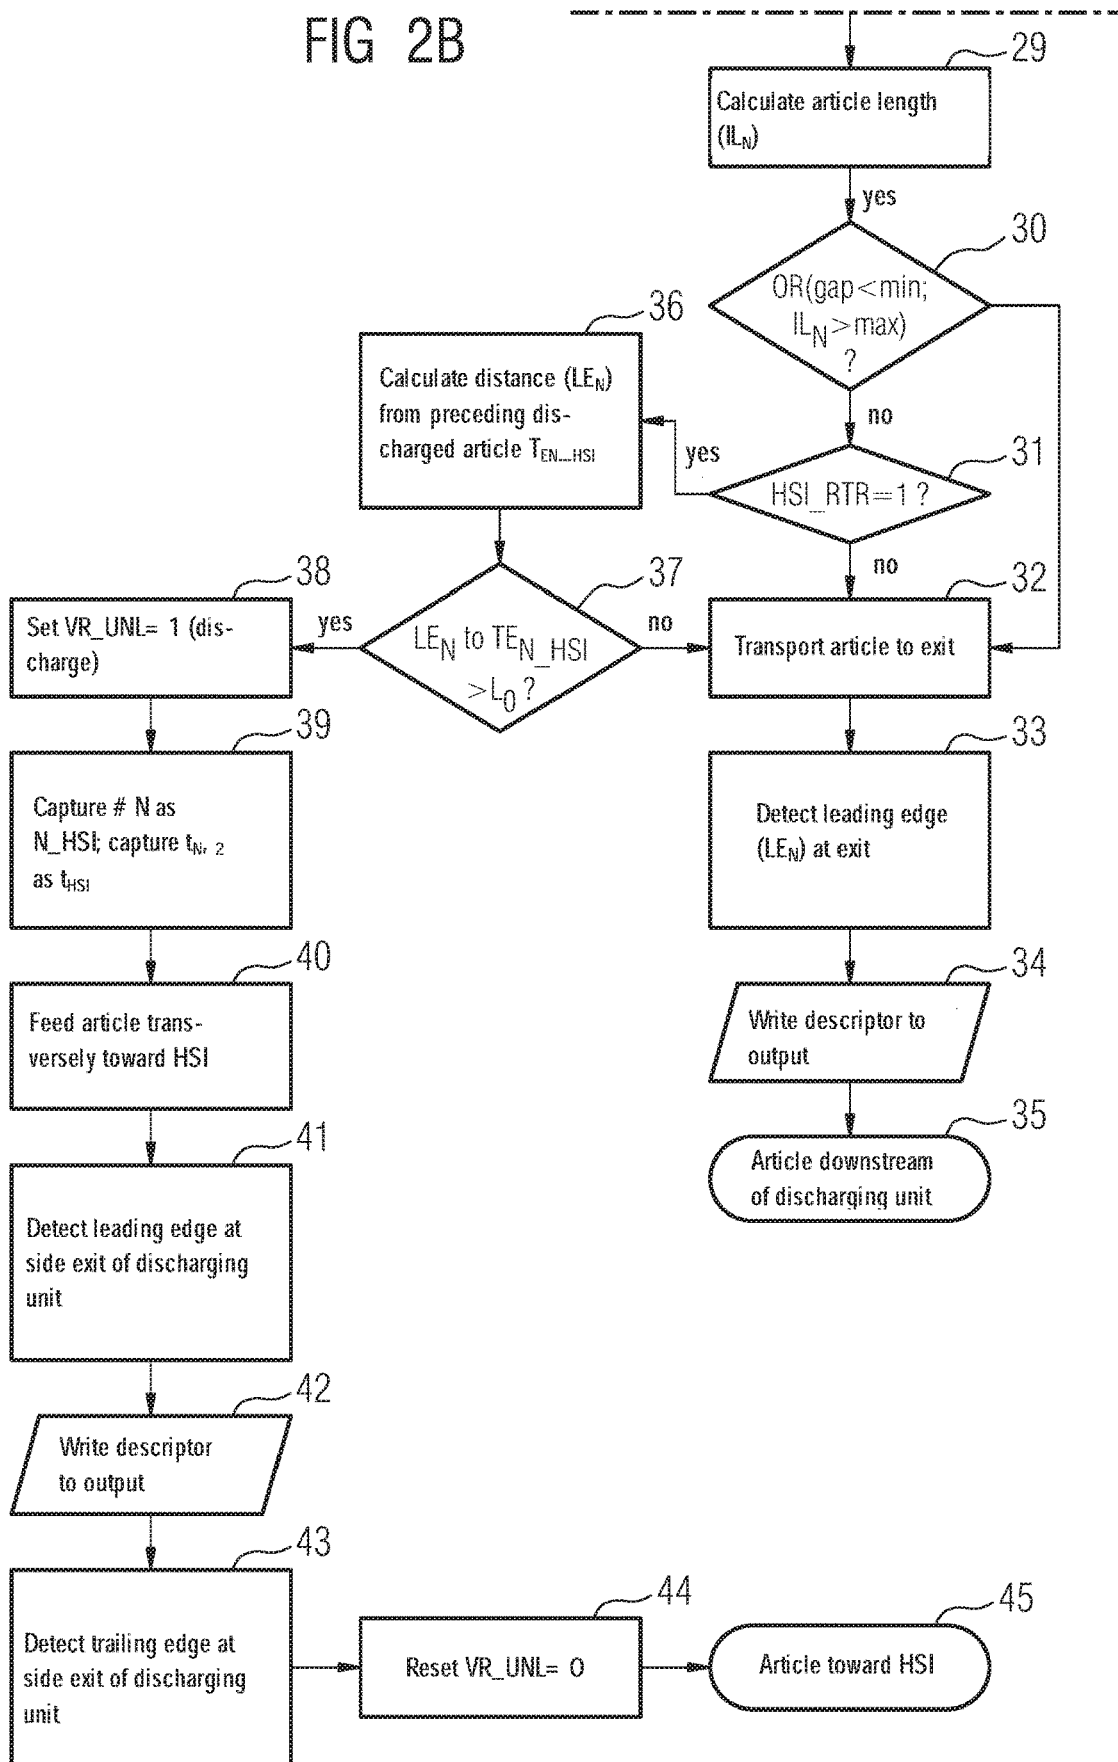 FIG 2B
29
Calculate article length
(IL_N)
yes
30
OR(gap<min;
IL_N>max)
?
no
31
HSI_RTR=1 ?
yes
no
36
Calculate distance (LE_N)
from preceding dis-
charged article T_EN_HSI
37
LE_N to TE_N_HSI
>L_0 ?
yes
no
32
Transport article to exit
33
Detect leading edge
(LE_N) at exit
34
Write descriptor to
output
35
Article downstream
of discharging unit
38
Set VR_UNL= 1 (dis-
charge)
39
Capture # N as
N_HSI; capture t_N, 2
as t_HSI
40
Feed article trans-
versely toward HSI
41
Detect leading edge at
side exit of discharging
unit
42
Write descriptor
to output
43
Detect trailing edge at
side exit of discharging
unit
44
Reset VR_UNL= 0
45
Article toward HSI